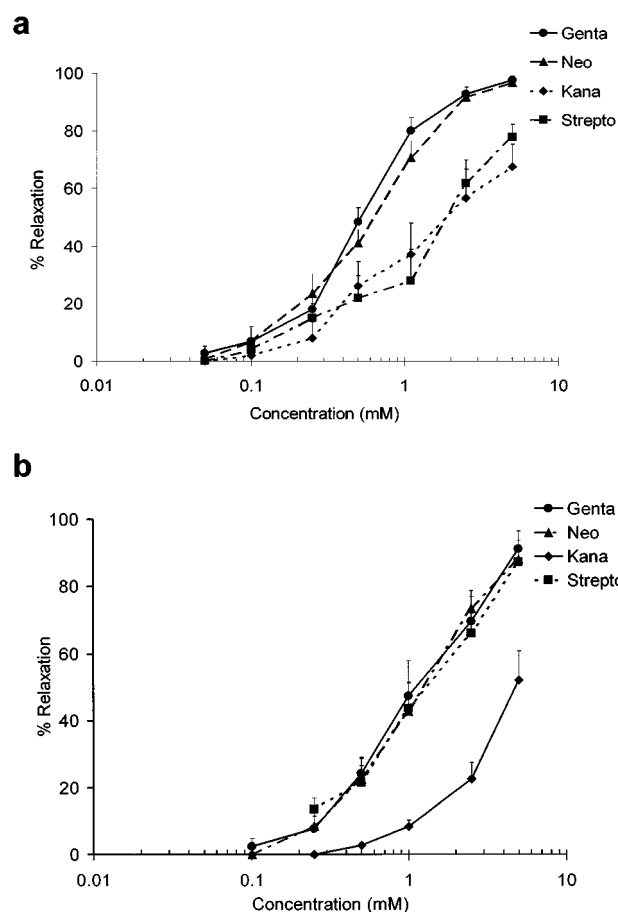 a
Genta
Neo
Kana
Strepto
100
80
60
40
20
0
% Relaxation
0.01 0.1 1 10
Concentration (mM)
b
Genta
Neo
Kana
Strepto
100
80
60
40
20
0
% Relaxation
0.01 0.1 1 10
Concentration (mM)